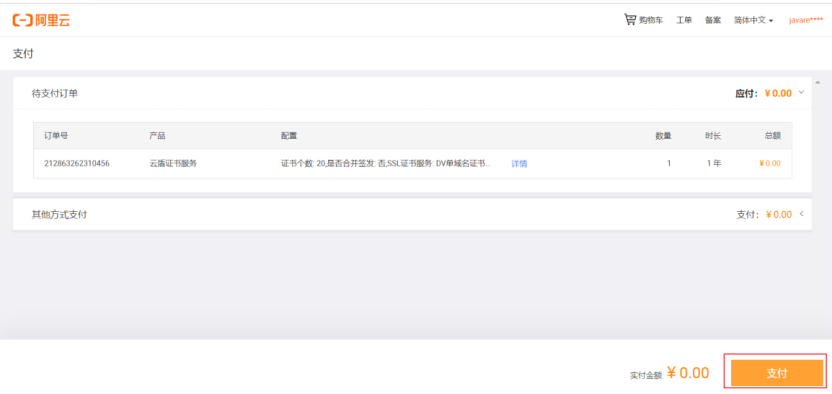 阿里云 购物车 工单 备案 简体中文 javare****
支付
待支付订单 应付：¥0.00
订单号 产品 配置 数量 时长 总额
212863262310456 云盾证书服务 证书个数: 20,是否合并签发: 否,SSL证书服务: DV单域名证书... 详情 1 1年 ¥0.00
其他方式支付 支付：¥0.00
实付金额: ¥0.00 支付